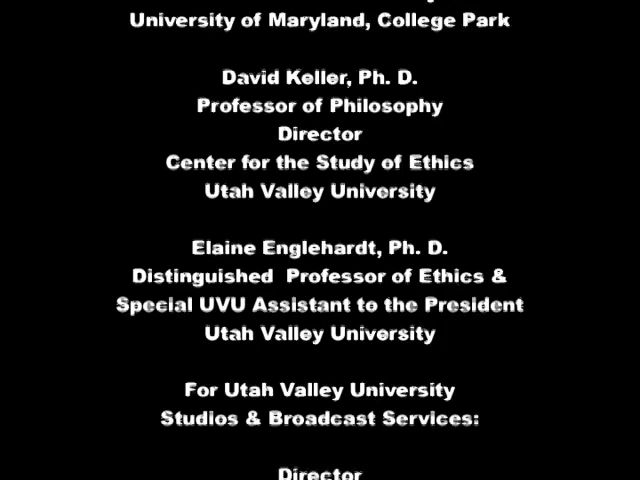 University of Maryland, College Park
David Keller, Ph. D.
Professor of Philosophy
Director
Center for the Study of Ethics
Utah Valley University
Elaine Englehardt, Ph. D.
Distinguished  Professor of Ethics &
Special UVU Assistant to the President
Utah Valley University
For Utah Valley University
Studios & Broadcast Services:
Director